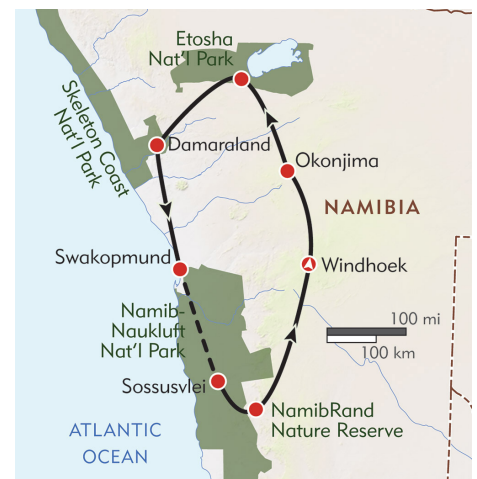 Etosha
Nat'l Park
Skeleton Coast
Nat'l Park
Damaraland
Okonjima
NAMIBIA
Swakopmund
Windhoek
Namib-
Naukluft
Nat'l Park
100 mi
100 km
Sossusvlei
NamibRand
Nature Reserve
ATLANTIC
OCEAN